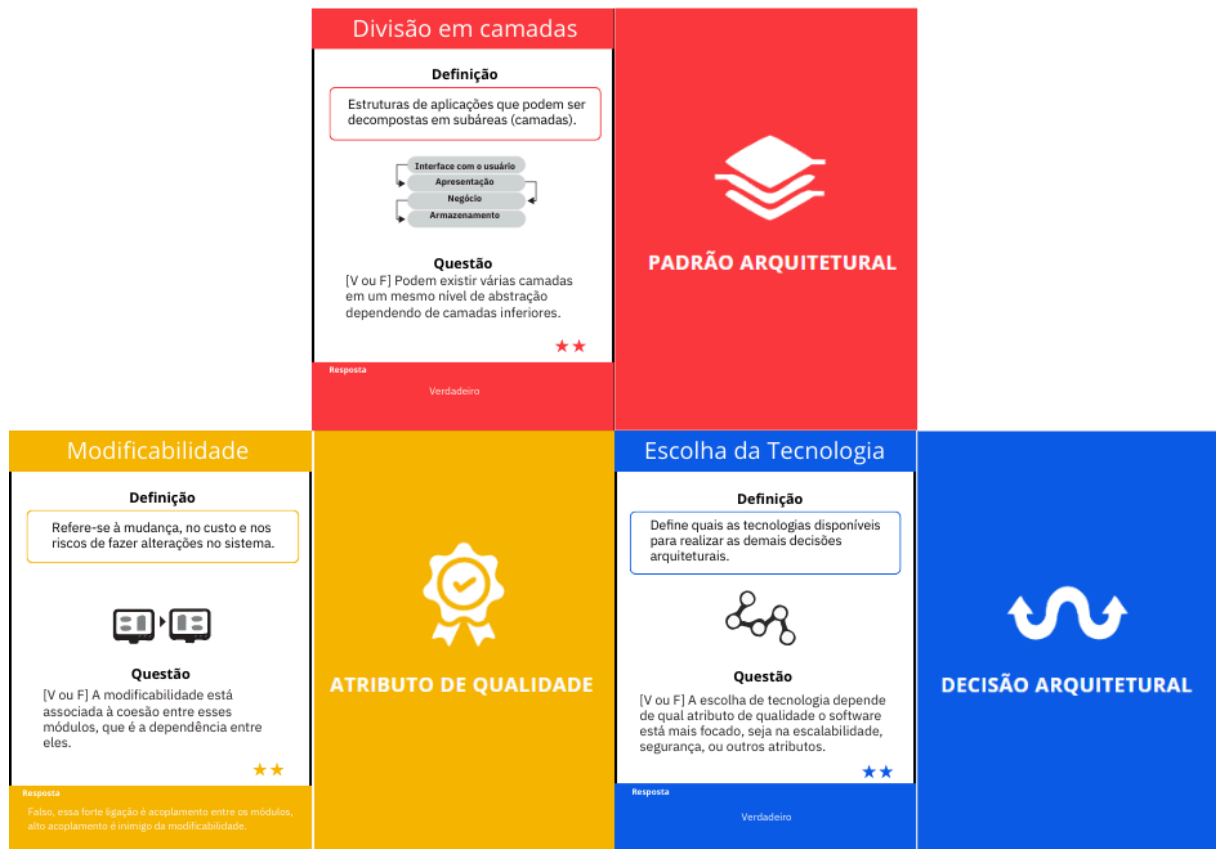 Divisão em camadas
Definição
Estruturas de aplicações que podem ser
decompostas em subáreas (camadas).
Interface com o usuário
Apresentação
Negócio
Armazenamento
Questão
[V ou F] Podem existir várias camadas
em um mesmo nível de abstração
dependendo de camadas inferiores.
Resposta
Verdadeiro
PADRÃO ARQUITETURAL
Modificabilidade
Definição
Refere-se à mudança, no custo e nos
riscos de fazer alterações no sistema.
Questão
[V ou F] A modificabilidade está
associada à coesão entre esses
módulos, que é a dependência entre
eles.
Resposta
Falso, essa forte ligação é acoplamento entre os módulos,
alto acoplamento é inimigo da modificabilidade.
ATRIBUTO DE QUALIDADE
Escolha da Tecnologia
Definição
Define quais as tecnologias disponíveis
para realizar as demais decisões
arquiteturais.
Questão
[V ou F] A escolha de tecnologia depende
de qual atributo de qualidade o software
está mais focado, seja na escalabilidade,
segurança, ou outros atributos.
Resposta
Verdadeiro
DECISÃO ARQUITETURAL